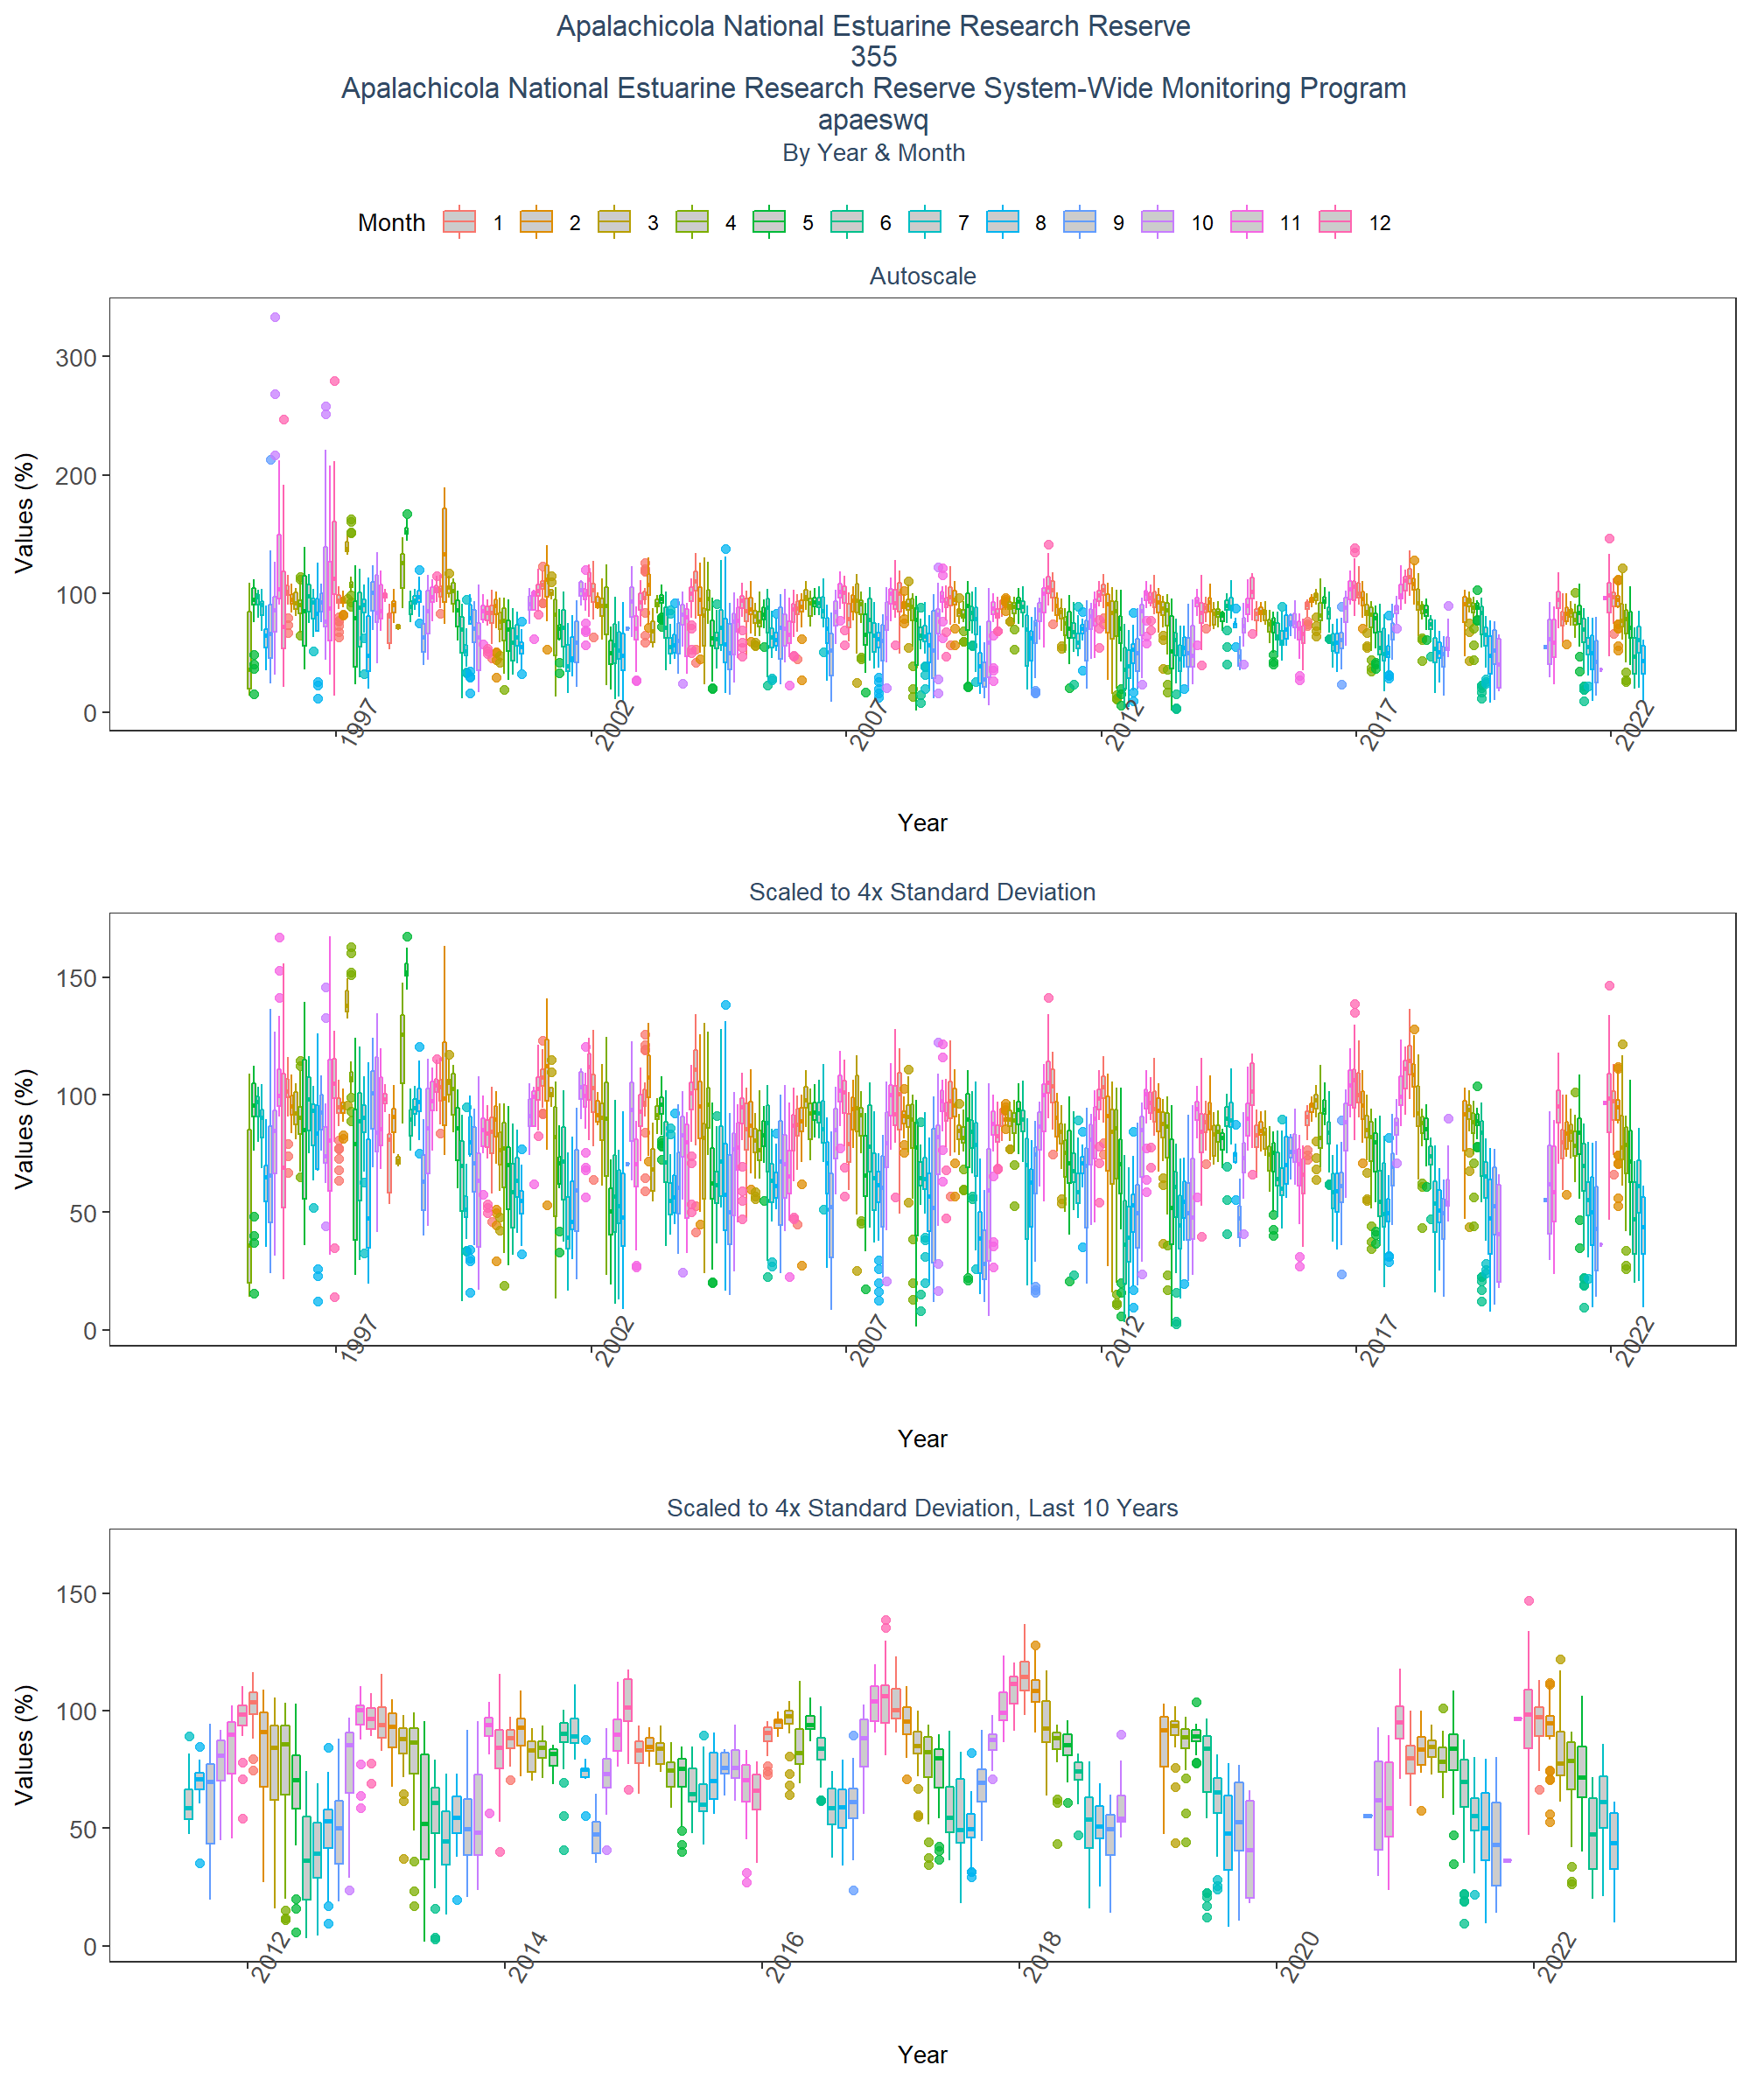 Apalachicola National Estuarine Research Reserve
355
Apalachicola National Estuarine Research Reserve System-Wide Monitoring Program
apaeswq
By Year & Month
Month 1 2 3 4 5 6 7 8 9 10 11 12
Autoscale
Values (%)
300
200
100
0
1997 2002 2007 2012 2017 2022
Year
Scaled to 4x Standard Deviation
Values (%)
150
100
50
0
1997 2002 2007 2012 2017 2022
Year
Scaled to 4x Standard Deviation, Last 10 Years
Values (%)
150
100
50
0
2012 2014 2016 2018 2020 2022
Year